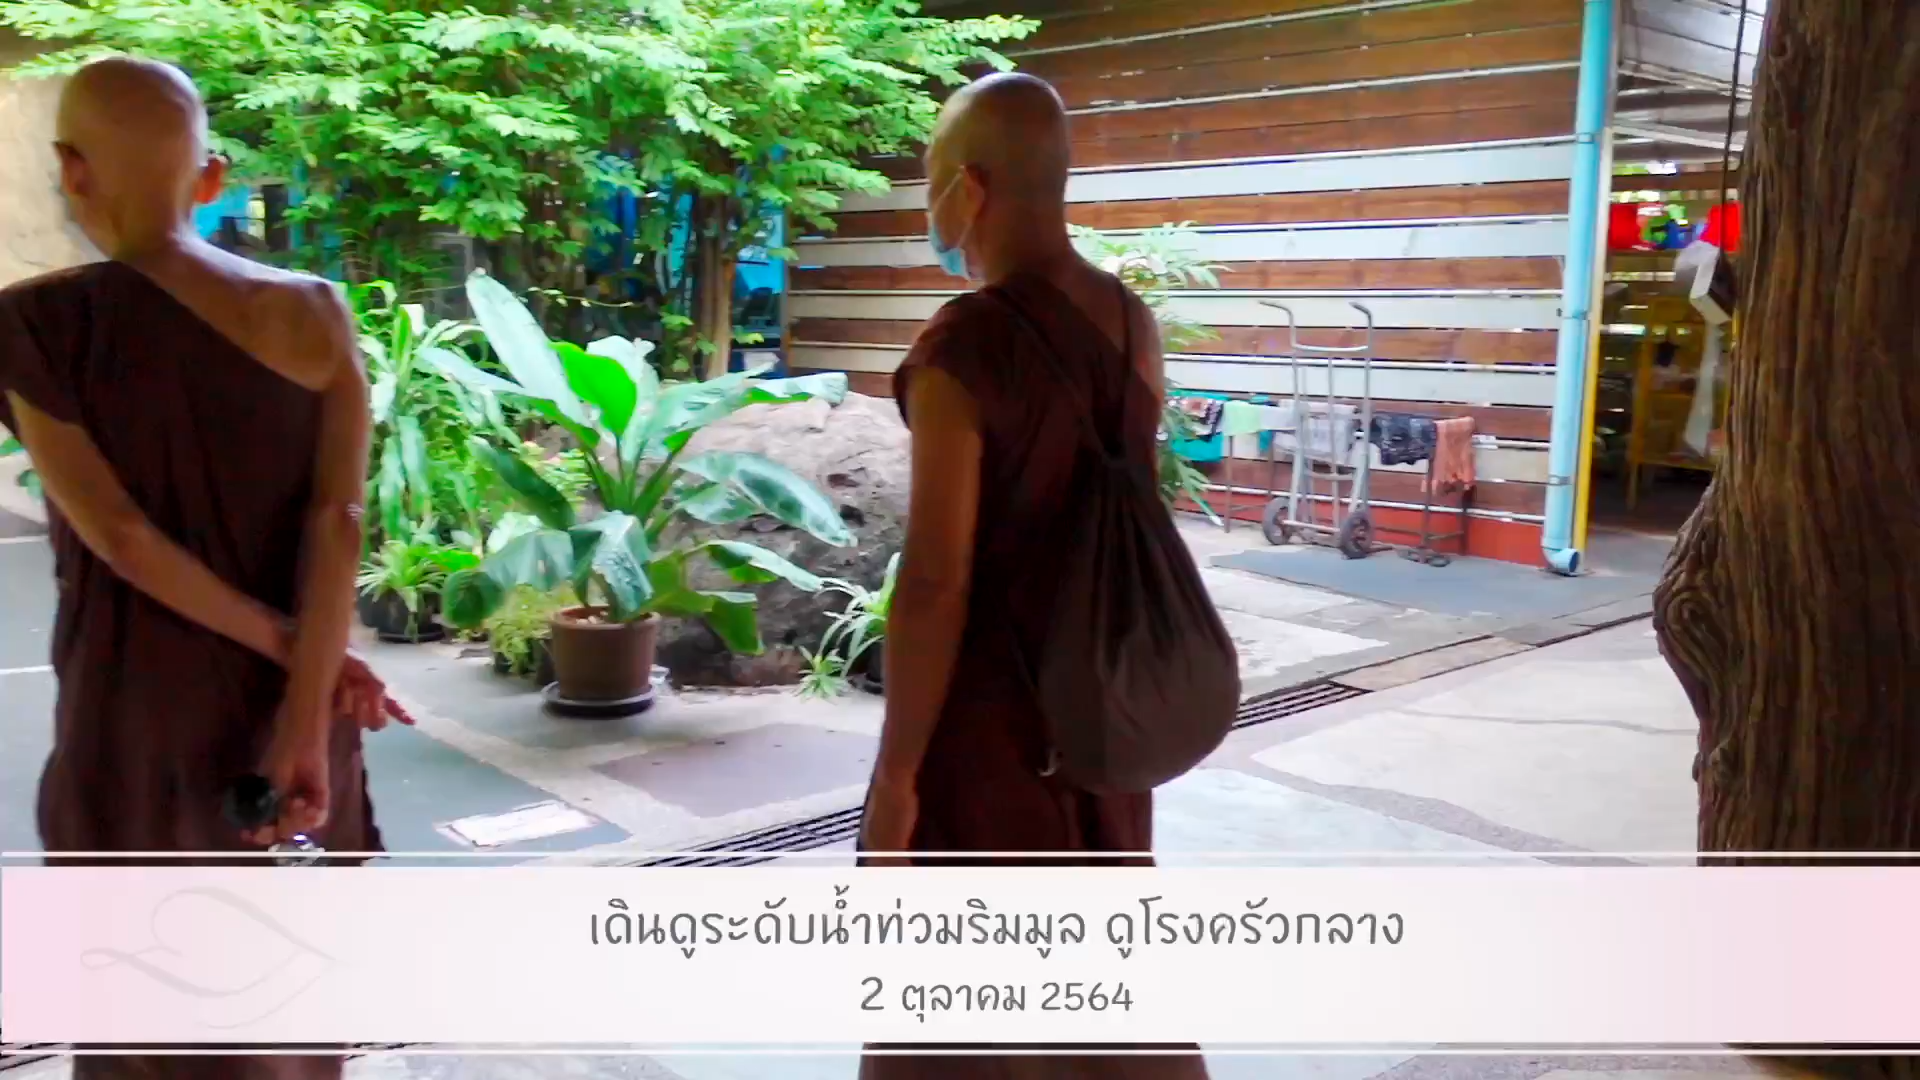 เดินดูระดับน้ำท่วมริมมูล ดูโรงครัวกลาง
2 ตุลาคม 2564